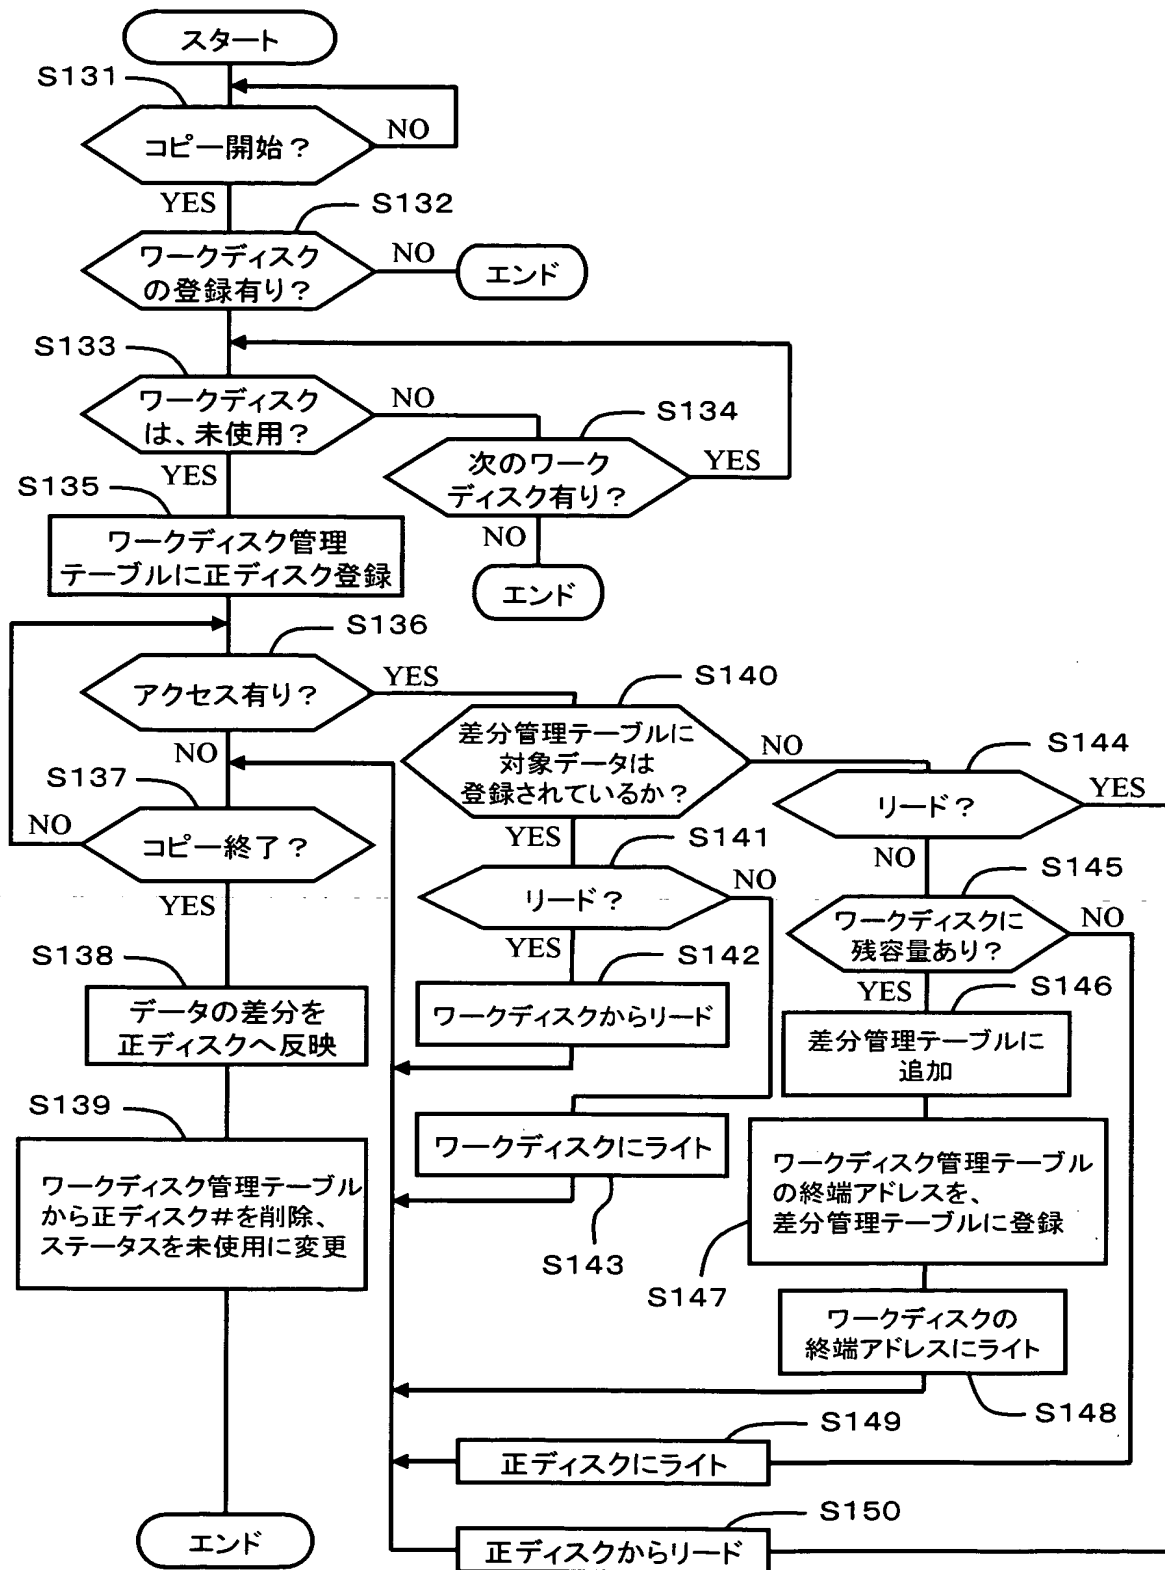 スタート
S131
コピー開始？
NO
YES
S132
ワークディスク
の登録有り？
NO
エンド
S133
ワークディスク
は、未使用？
NO
S134
YES
次のワーク
ディスク有り？
YES
NO
エンド
S135
ワークディスク管理
テーブルに正ディスク登録
S136
アクセス有り？
YES
NO
S140
差分管理テーブルに
対象データは
登録されているか？
NO
YES
S144
リード？
YES
NO
S137
コピー終了？
NO
YES
S141
リード？
NO
YES
S145
ワークディスクに
残容量あり？
NO
YES
S138
データの差分を
正ディスクへ反映
S142
ワークディスクからリード
S146
差分管理テーブルに
追加
S139
ワークディスク管理テーブル
から正ディスク＃を削除、
ステータスを未使用に変更
ワークディスクにライト
S143
ワークディスク管理テーブル
の終端アドレスを、
差分管理テーブルに登録
S147
ワークディスクの
終端アドレスにライト
S148
S149
正ディスクにライト
S150
正ディスクからリード
エンド